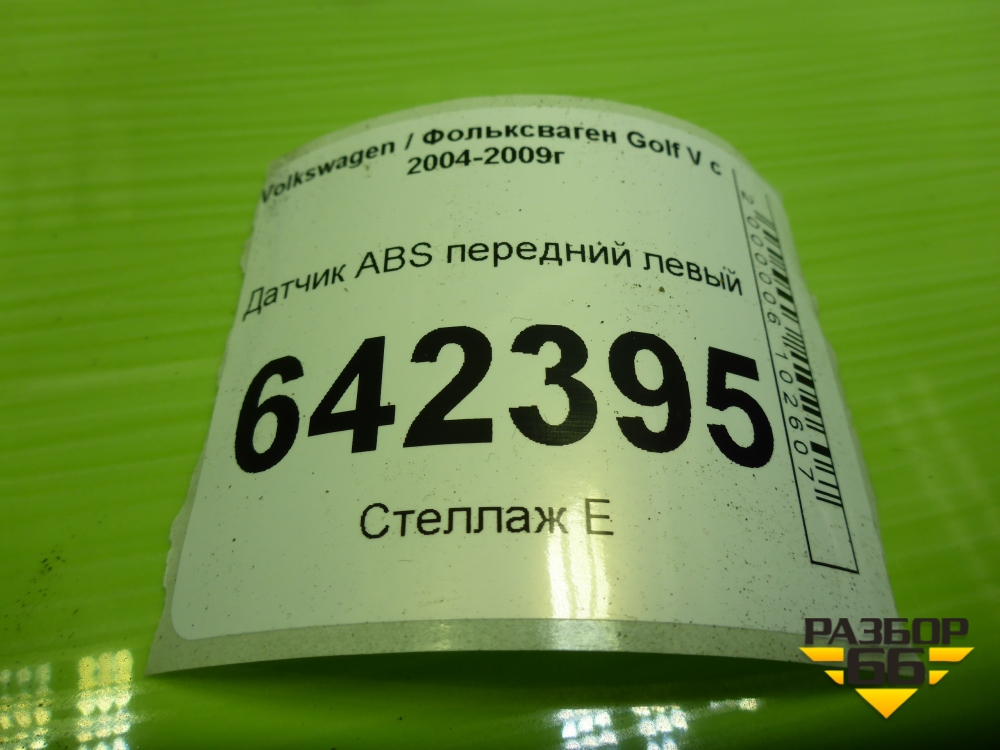 Volkswagen / Фольксваген Golf V с
2004-2009г
Датчик ABS передний левый
642395
Стеллаж Е
2000006102607
РАЗБОР
66